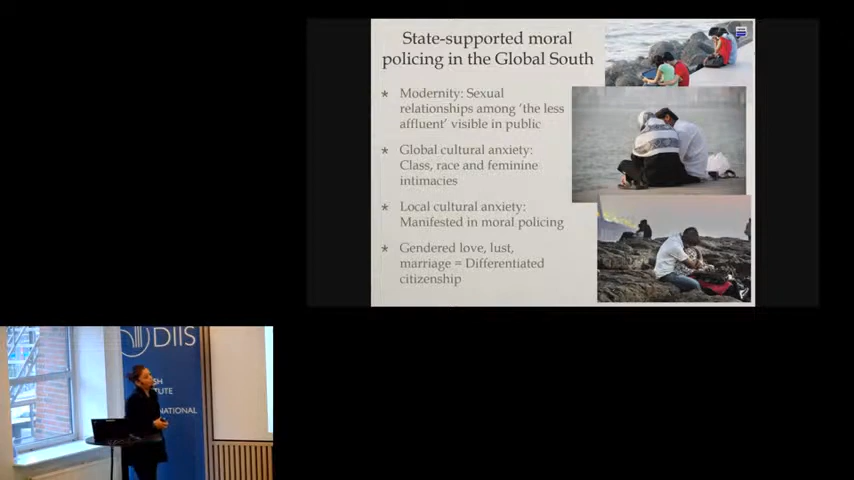 State-supported moral
policing in the Global South
* Modernity: Sexual
relationships among 'the less
affluent' visible in public
* Global cultural anxiety:
Class, race and feminine
intimacies
* Local cultural anxiety:
Manifested in moral policing
* Gendered love, lust,
marriage = Differentiated
citizenship
DIIS
SH
TUTE
NATIONAL